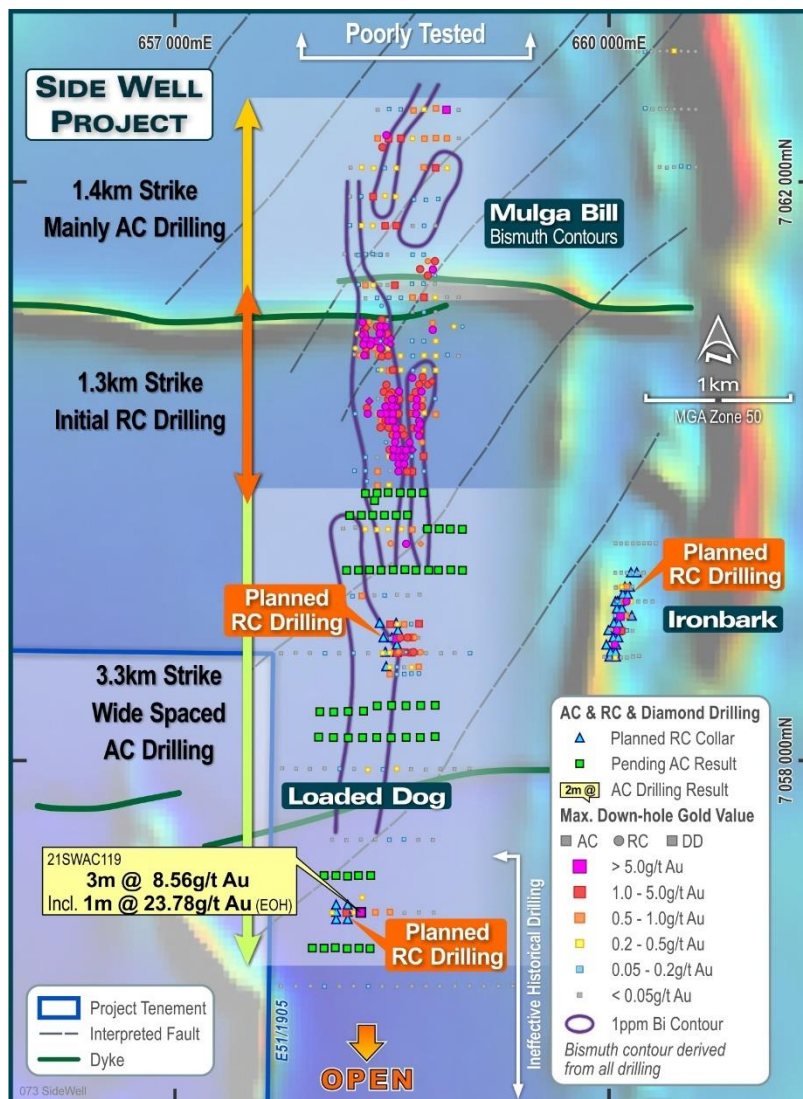 657 000mE
Poorly Tested
660 000mE
SIDE WELL
PROJECT
1.4km Strike
Mainly AC Drilling
Mulga Bill
Bismuth Contours
7 062 000mN
N
1km
MGA Zone 50
1.3km Strike
Initial RC Drilling
Planned
RC Drilling
Planned
RC Drilling
Ironbark
3.3km Strike
Wide Spaced
AC Drilling
7 058 000mN
Loaded Dog
21SWAC119
3m @ 8.56g/t Au
Incl. 1m @ 23.78g/t Au (EOH)
Planned
RC Drilling
Ineffective Historical Drilling
E51/1905
OPEN
AC & RC & Diamond Drilling
Planned RC Collar
Pending AC Result
2m @ AC Drilling Result
Max. Down-hole Gold Value
AC RC DD
> 5.0g/t Au
1.0 - 5.0g/t Au
0.5 - 1.0g/t Au
0.2 - 0.5g/t Au
0.05 - 0.2g/t Au
< 0.05g/t Au
1ppm Bi Contour
Bismuth contour derived
from all drilling
Project Tenement
Interpreted Fault
Dyke
073 SideWell